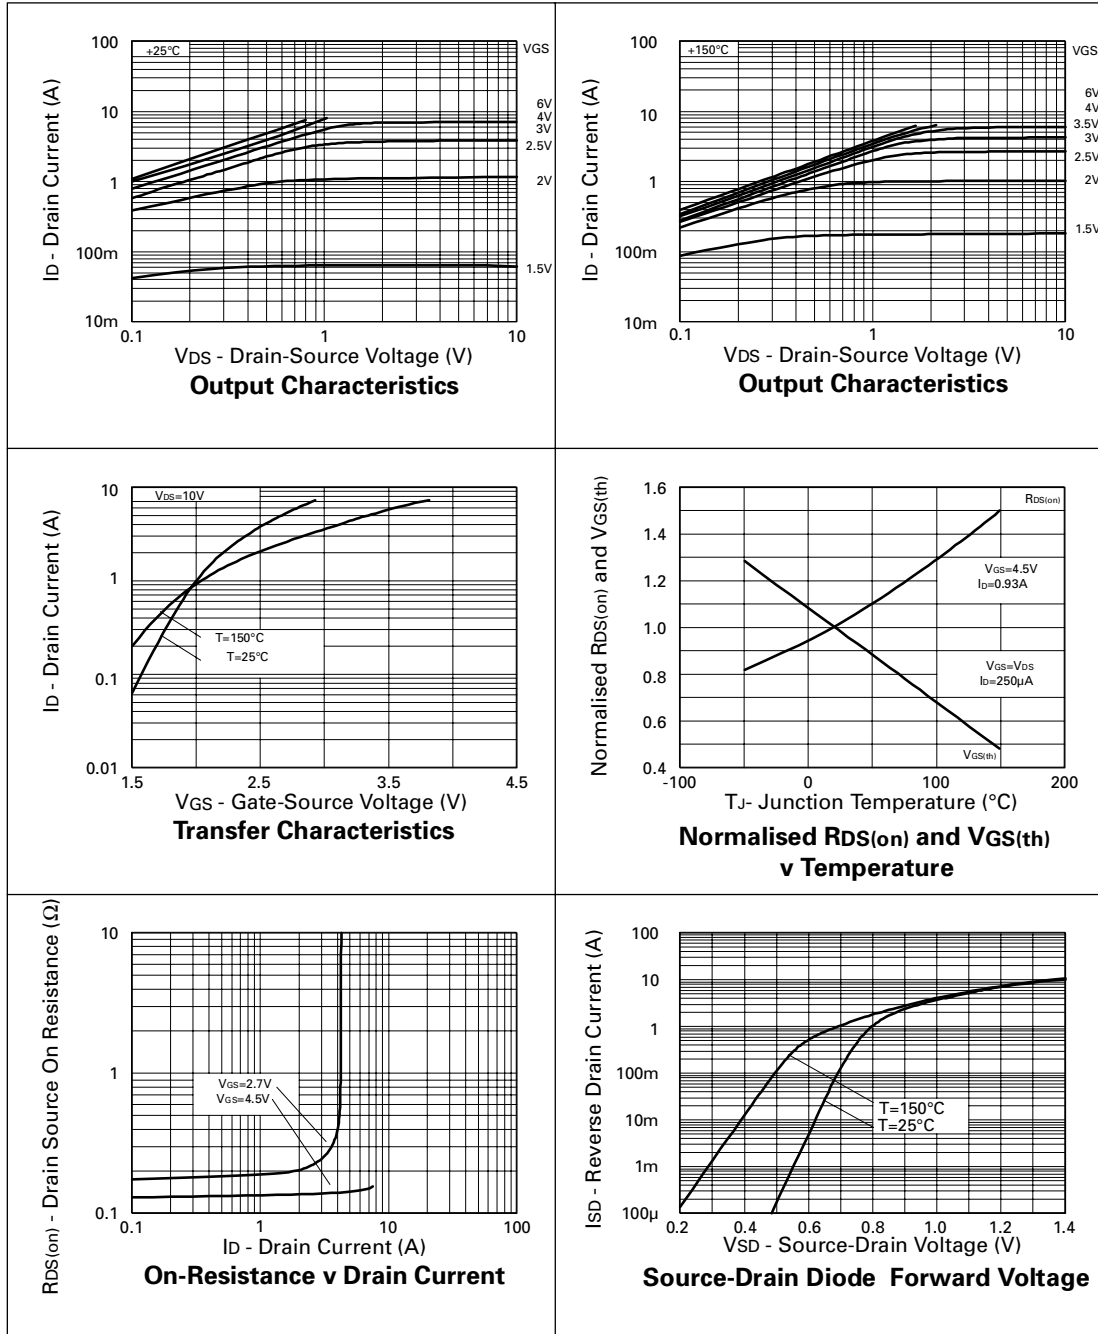 100
+25°C
VGS
10
6V
4V
3V
2.5V
1
2V
100m
1.5V
10m
0.1
1
10
ID - Drain Current (A)
VDS - Drain-Source Voltage (V)
Output Characteristics
100
+150°C
VGS
10
6V
4V
3.5V
3V
2.5V
1
2V
100m
1.5V
10m
0.1
1
10
ID - Drain Current (A)
VDS - Drain-Source Voltage (V)
Output Characteristics
10
VDS=10V
1
T=150°C
T=25°C
0.1
0.01
1.5
2.5
3.5
4.5
ID - Drain Current (A)
VGS - Gate-Source Voltage (V)
Transfer Characteristics
1.6
RDS(on)
1.4
VGS=4.5V
ID=0.93A
1.2
1.0
VGS=VDS
ID=250µA
0.8
0.6
VGS(th)
0.4
-100
0
100
200
Normalised RDS(on) and VGS(th)
TJ- Junction Temperature (°C)
Normalised RDS(on) and VGS(th)
v Temperature
10
1
VGS=2.7V
VGS=4.5V
0.1
0.1
1
10
100
RDS(on) - Drain Source On Resistance (Ω)
ID - Drain Current (A)
On-Resistance v Drain Current
100
10
1
100m
T=150°C
T=25°C
10m
1m
100µ
0.2
0.4
0.6
0.8
1.0
1.2
1.4
ISD - Reverse Drain Current (A)
VSD - Source-Drain Voltage (V)
Source-Drain Diode Forward Voltage